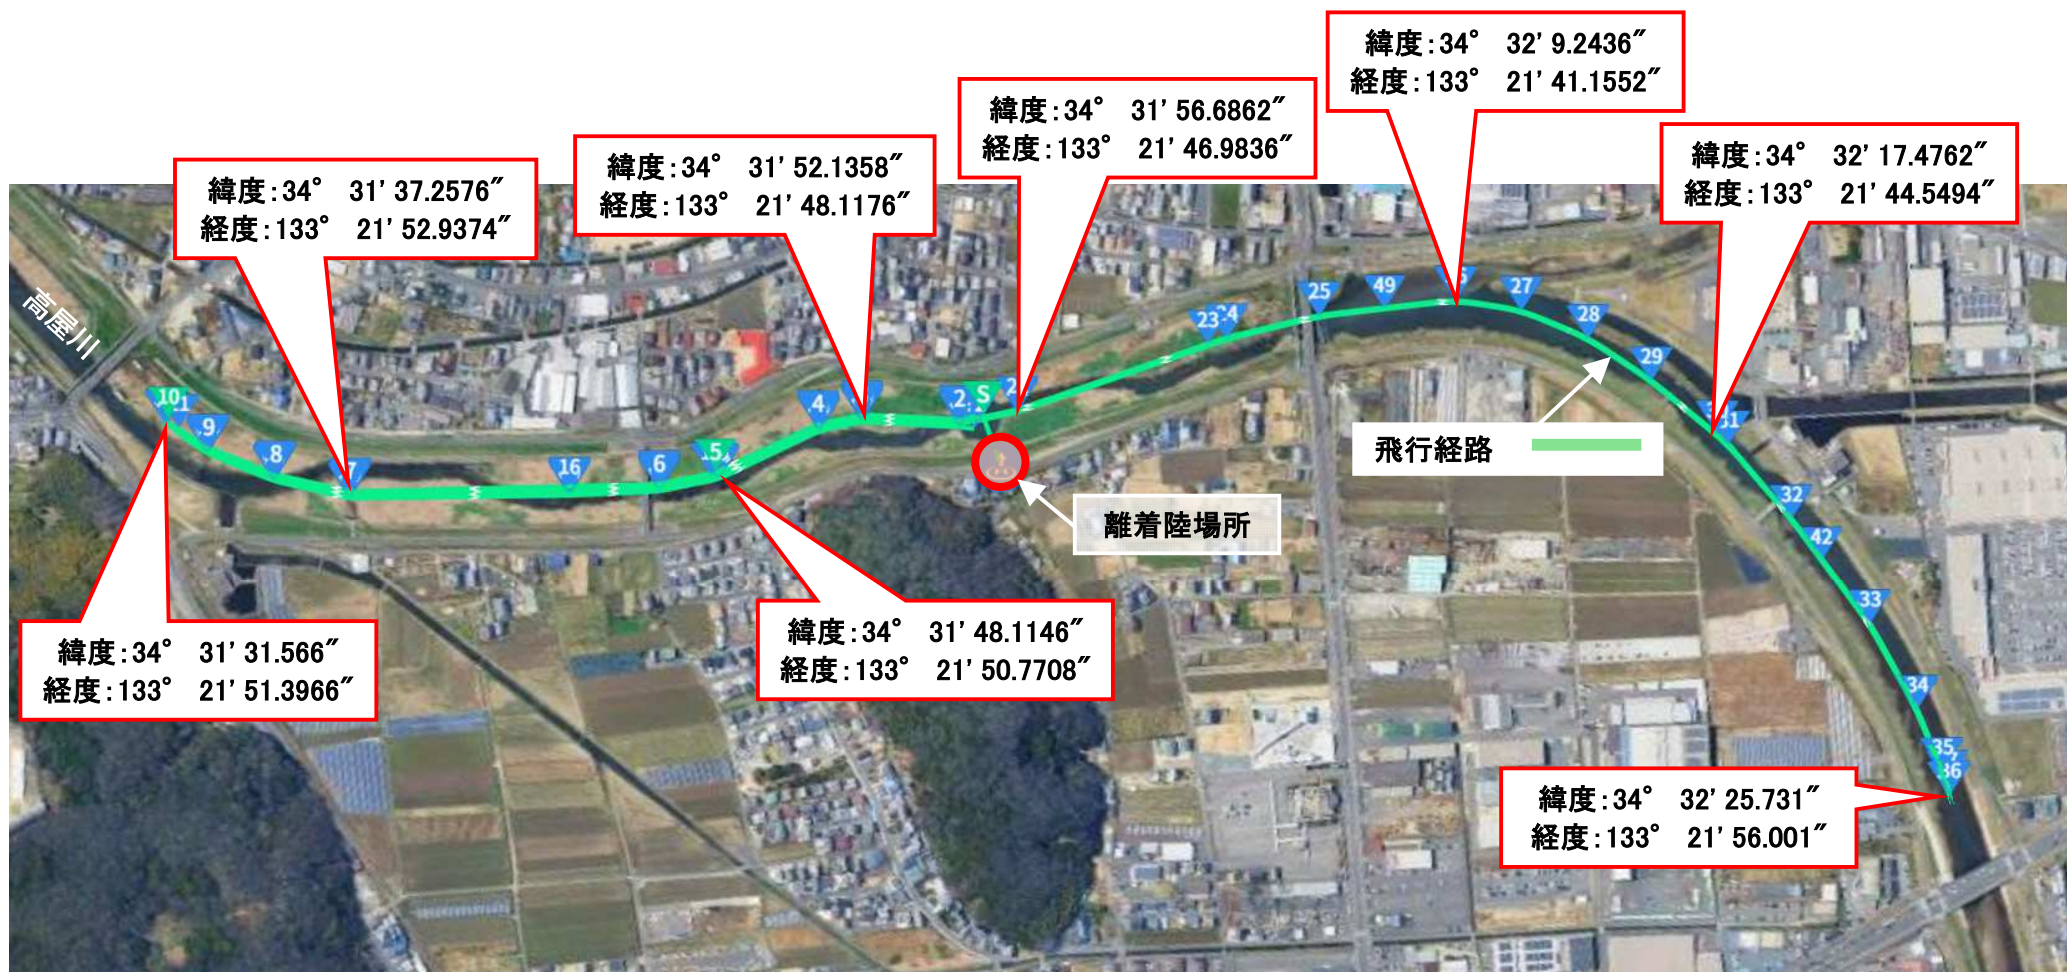 緯度:34° 32' 9.2436″
経度:133° 21' 41.1552″
緯度:34° 31' 56.6862″
経度:133° 21' 46.9836″
緯度:34° 32' 17.4762″
経度:133° 21' 44.5494″
緯度:34° 31' 52.1358″
経度:133° 21' 48.1176″
緯度:34° 31' 37.2576″
経度:133° 21' 52.9374″
高屋川
25
49
27
28
23
24
29
10
.9
.8
16
.6
.5
.4
.2
S
31
32
42
33
34
35
36
飛行経路
離着陸場所
緯度:34° 31' 31.566″
経度:133° 21' 51.3966″
緯度:34° 31' 48.1146″
経度:133° 21' 50.7708″
緯度:34° 32' 25.731″
経度:133° 21' 56.001″